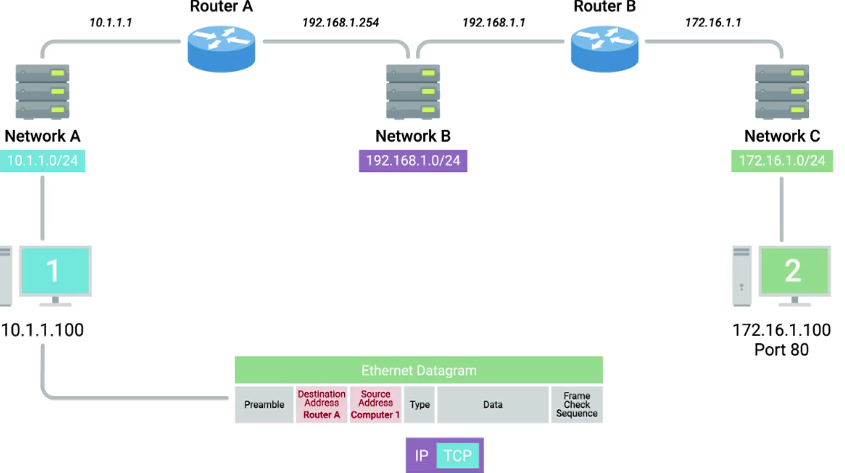 Router A
Router B
10.1.1.1
192.168.1.254
192.168.1.1
172.16.1.1
Network A
Network B
Network C
10.1.1.0/24
192.168.1.0/24
172.16.1.0/24
1
2
10.1.1.100
172.16.1.100
Port 80
Ethernet Datagram
Preamble
Destination
Address
Router A
Source
Address
Computer 1
Type
Data
Frame
Check
Sequence
IP
TCP